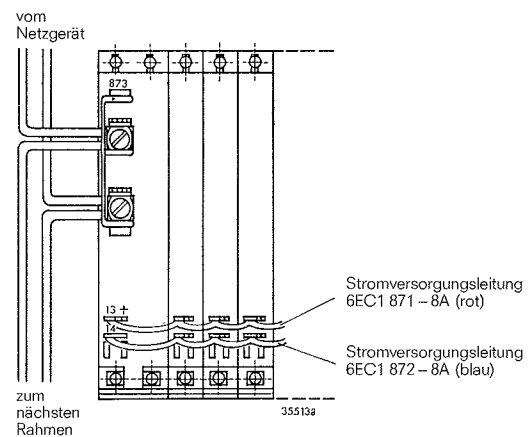 vom
Netzgerät
873
13 +
14
Stromversorgungsleitung
6EC1 871 – 8A (rot)
Stromversorgungsleitung
6EC1 872 – 8A (blau)
zum
nächsten
Rahmen
35513a